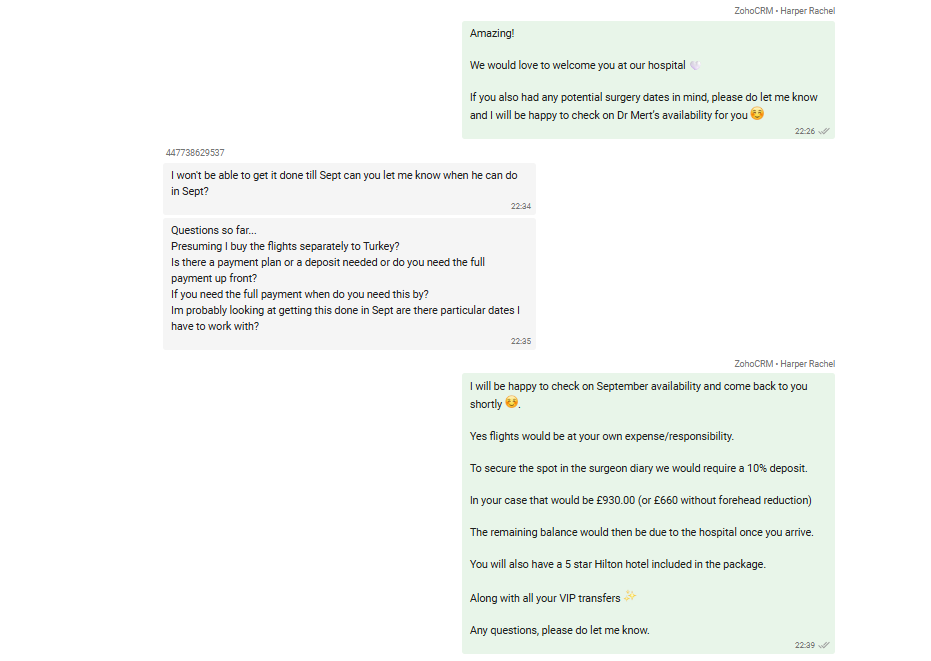 ZohoCRM • Harper Rachel
Amazing!
We would love to welcome you at our hospital 🤍
If you also had any potential surgery dates in mind, please do let me know
and I will be happy to check on Dr Mert's availability for you ☺️
22:26
447738629537
I won't be able to get it done till Sept can you let me know when he can do
in Sept?
22:34
Questions so far...
Presuming I buy the flights separately to Turkey?
Is there a payment plan or a deposit needed or do you need the full
payment up front?
If you need the full payment when do you need this by?
Im probably looking at getting this done in Sept are there particular dates I
have to work with?
22:35
ZohoCRM • Harper Rachel
I will be happy to check on September availability and come back to you
shortly ☺️.
Yes flights would be at your own expense/responsibility.
To secure the spot in the surgeon diary we would require a 10% deposit.
In your case that would be £930.00 (or £660 without forehead reduction)
The remaining balance would then be due to the hospital once you arrive.
You will also have a 5 star Hilton hotel included in the package.
Along with all your VIP transfers ✨
Any questions, please do let me know.
22:39